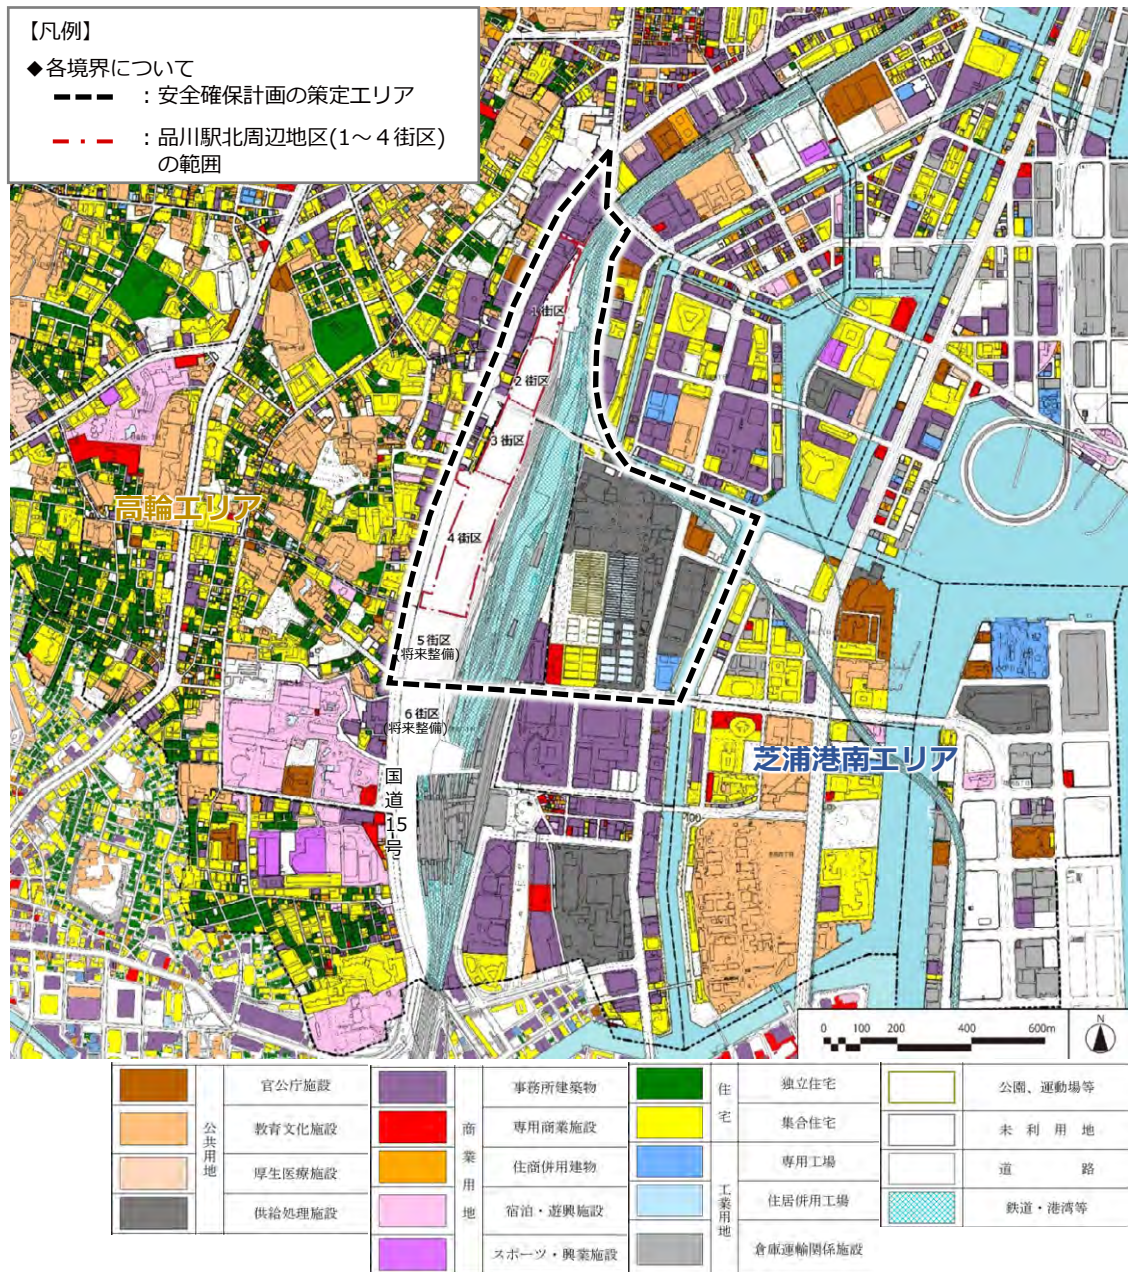 【凡例】
◆各境界について
：安全確保計画の策定エリア
：品川駅北周辺地区(1～４街区)
の範囲
1街区
2 街区
3 街区
高輪エリア
4 街区
5 街区
(将来整備)
6 街区
(将来整備)
芝浦港南エリア
国道15号
0 100 200 400 600m
N
公共用地
官公庁施設
教育文化施設
厚生医療施設
供給処理施設
商業用地
事務所建築物
専用商業施設
住商併用建物
宿泊・遊興施設
スポーツ・興業施設
住宅
独立住宅
集合住宅
工業用地
専用工場
住居併用工場
倉庫運輸関係施設
公園、運動場等
未利用地
道路
鉄道・港湾等